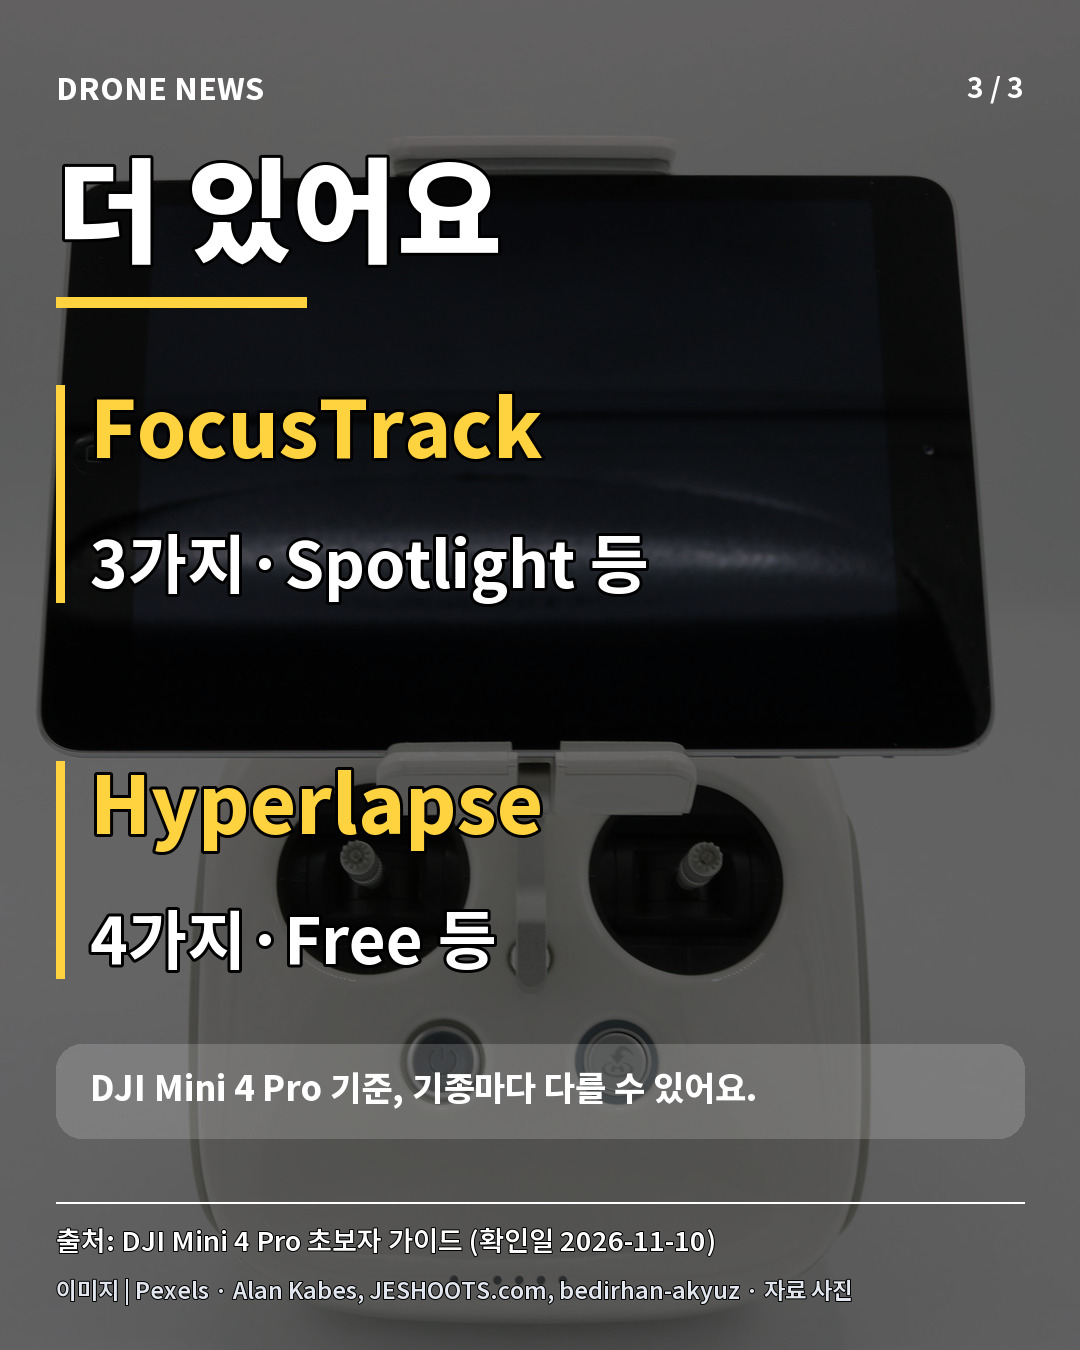 DRONE NEWS
3 / 3
더 있어요
FocusTrack
3가지·Spotlight 등
Hyperlapse
4가지·Free 등
DJI Mini 4 Pro 기준, 기종마다 다를 수 있어요.
출처: DJI Mini 4 Pro 초보자 가이드 (확인일 2026-11-10)
이미지 | Pexels · Alan Kabes, JESHOOTS.com, bedirhan-akyuz · 자료 사진